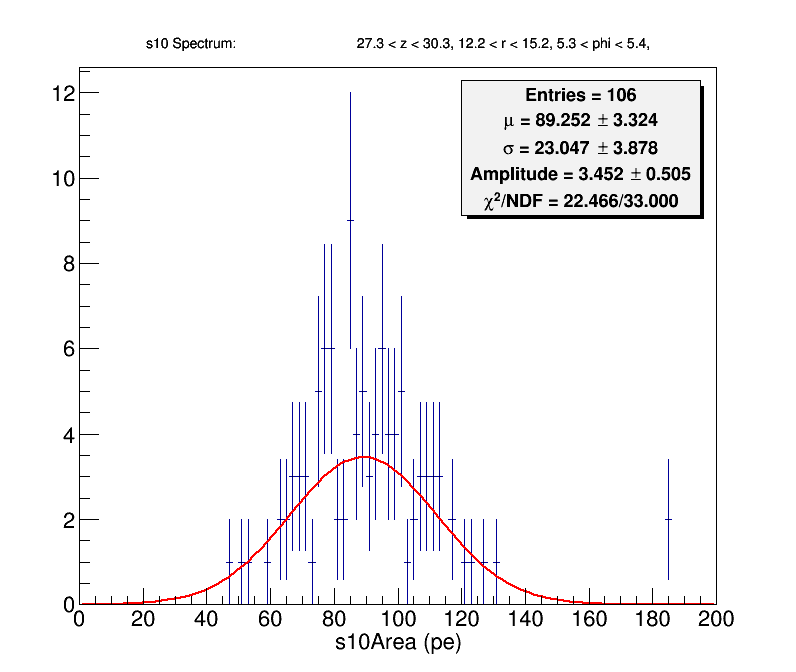 s10 Spectrum: 27.3 < z < 30.3, 12.2 < r < 15.2, 5.3 < phi < 5.4,
Entries = 106
μ = 89.252 ± 3.324
σ = 23.047 ± 3.878
Amplitude = 3.452 ± 0.505
χ²/NDF = 22.466/33.000
12
10
8
6
4
2
0
0 20 40 60 80 100 120 140 160 180 200
s10Area (pe)